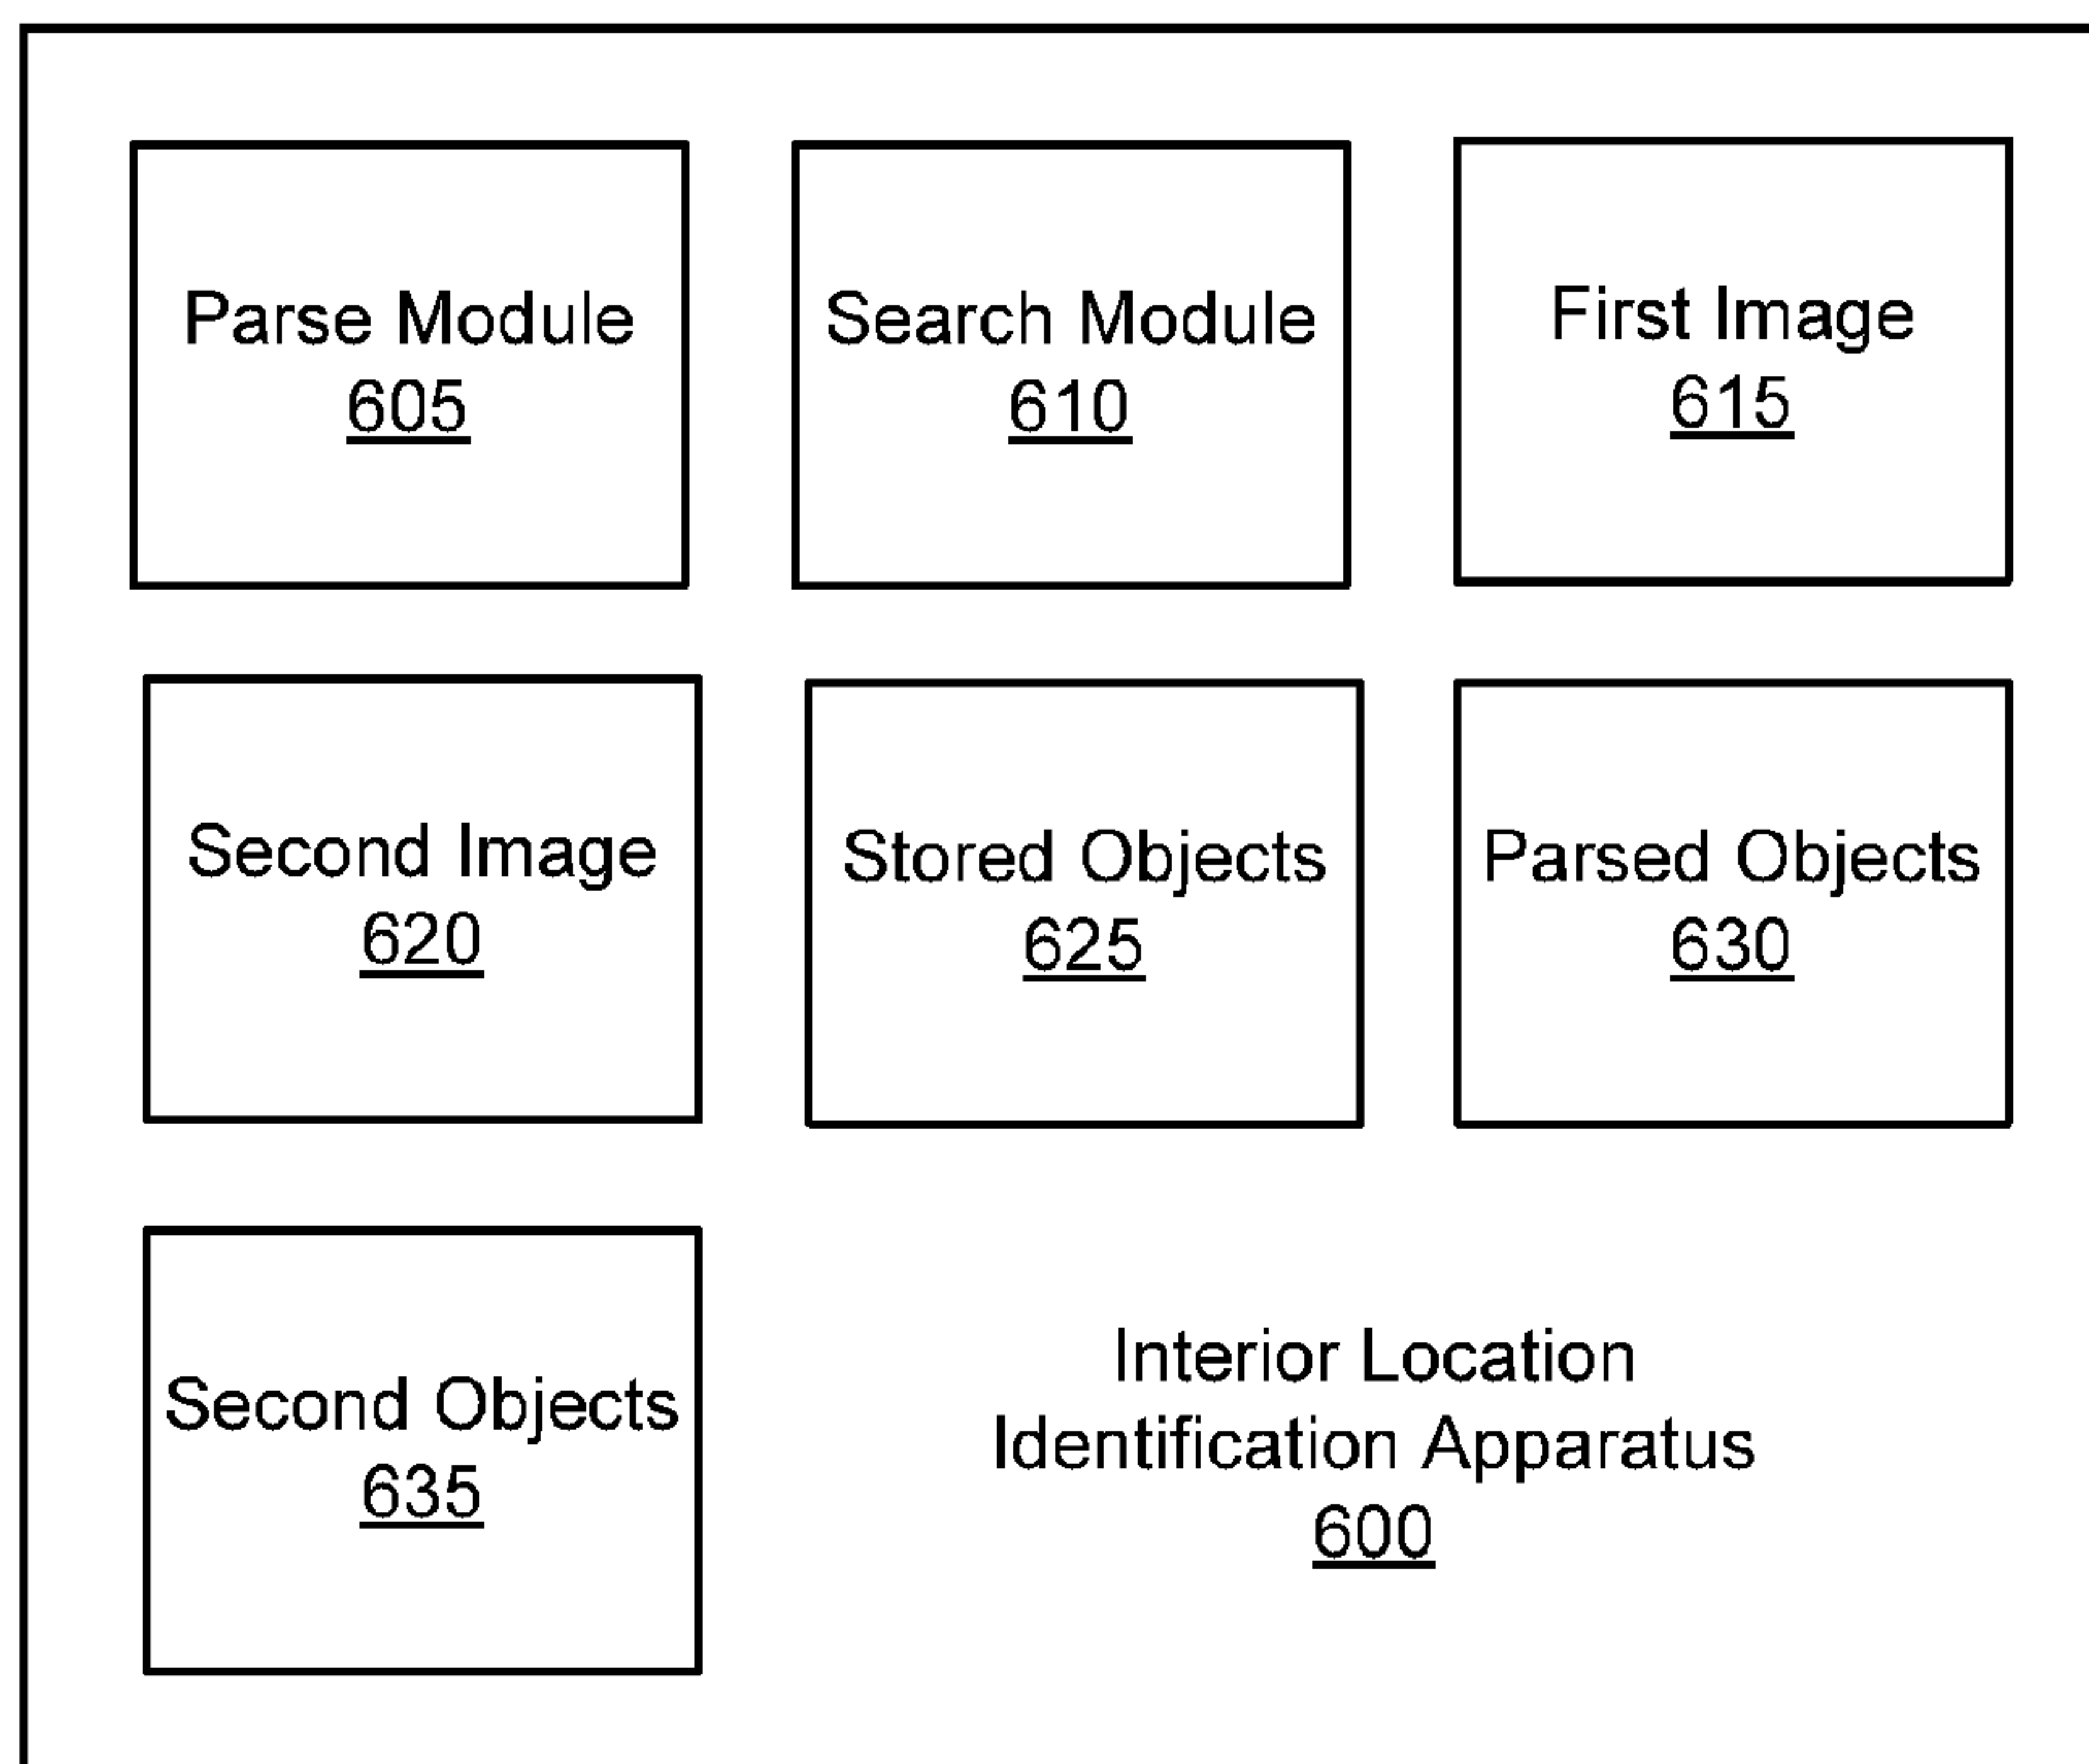 Parse Module
605
Search Module
610
First Image
615
Second Image
620
Stored Objects
625
Parsed Objects
630
Second Objects
635
Interior Location
Identification Apparatus
600